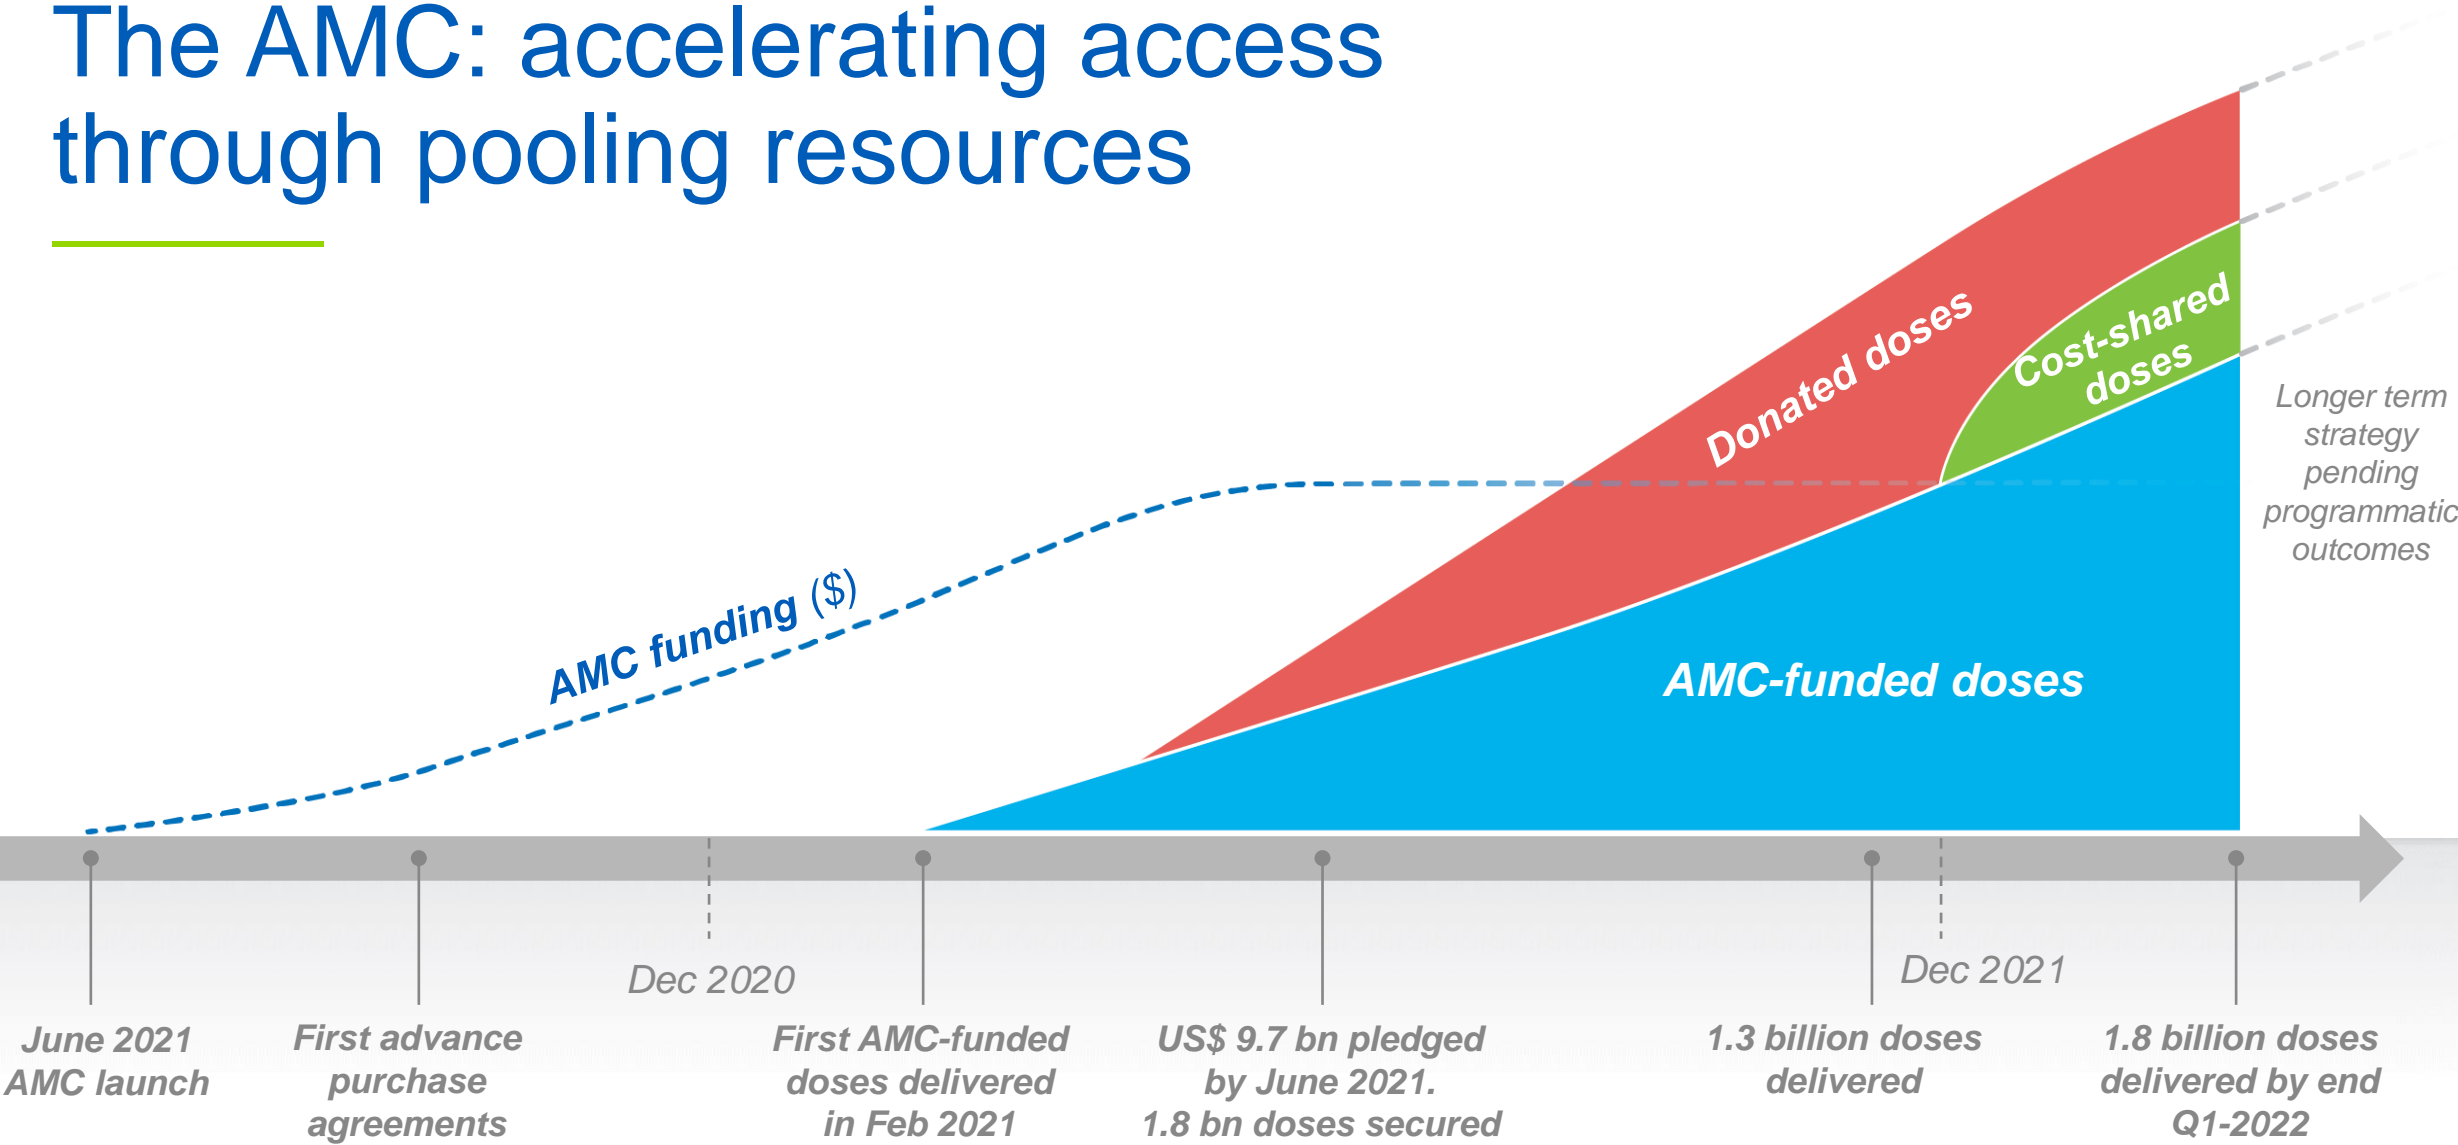 The AMC: accelerating access
through pooling resources
Donated doses
Cost-shared
doses
Longer term
strategy
pending
programmatic
outcomes
AMC funding ($)
AMC-funded doses
Dec 2020
Dec 2021
June 2021
AMC launch
First advance
purchase
agreements
First AMC-funded
doses delivered
in Feb 2021
US$ 9.7 bn pledged
by June 2021.
1.8 bn doses secured
1.3 billion doses
delivered
1.8 billion doses
delivered by end
Q1-2022